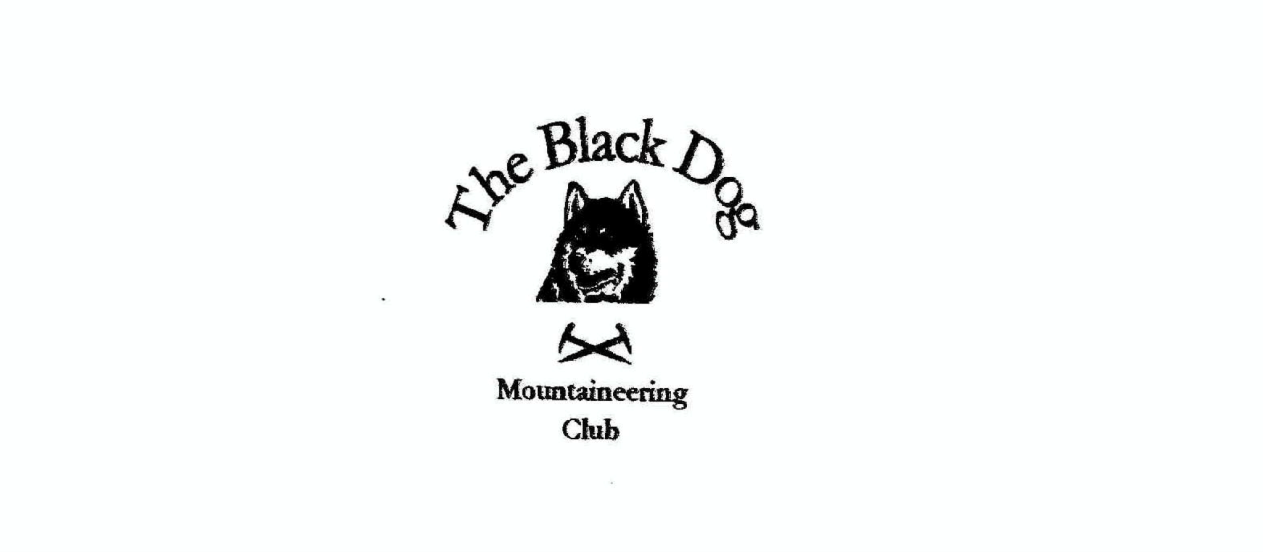 The Black Dog
Mountaineering
Club